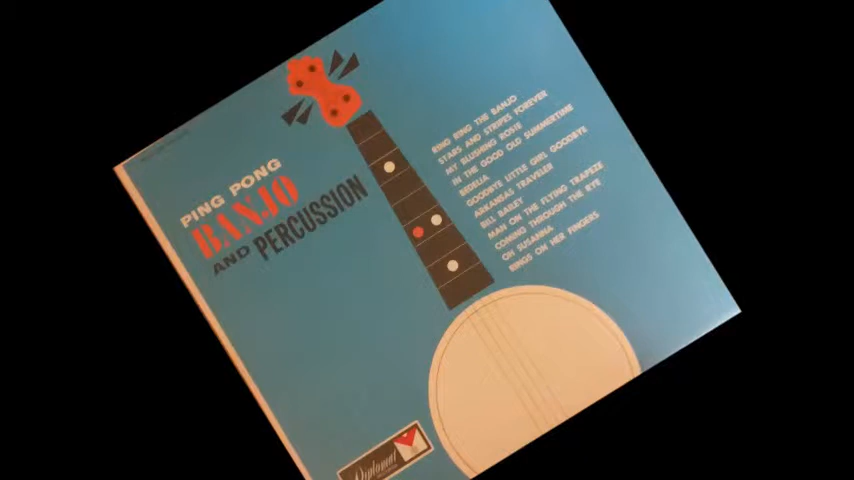 PING PONG
BANJO
AND PERCUSSION
RING RING THE BANJO
STARS AND STRIPES FOREVER
MY BLUSHING ROSIE
IN THE GOOD OLD SUMMERTIME
BEDELIA
GOODBYE LITTLE GIRL GOODBYE
ARKANSAS TRAVELER
BILL BAILEY
MAN ON THE FLYING TRAPEZE
COMING THROUGH THE RYE
OH SUSANNA
RINGS ON HER FINGERS
Diplomat